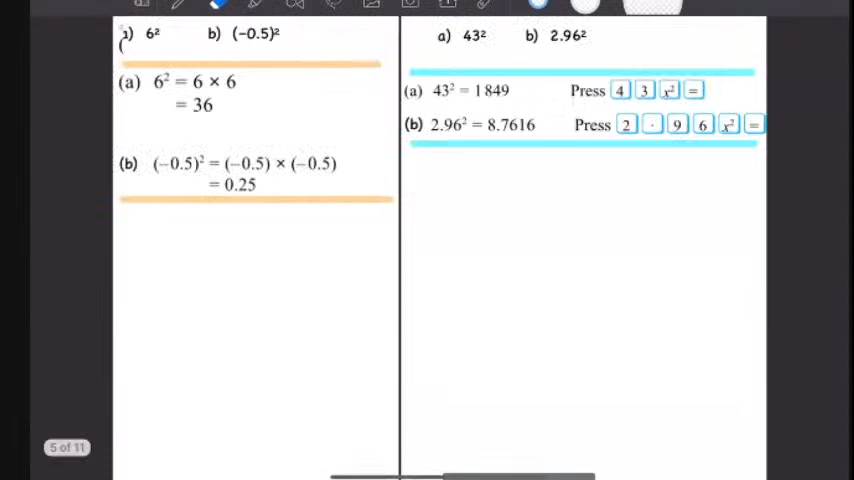 1) 6² b) (-0.5)²
(a) 6² = 6 × 6
= 36
(b) (−0.5)² = (−0.5) × (−0.5)
= 0.25
a) 43² b) 2.96²
(a) 43² = 1 849 Press 4 3 x² =
(b) 2.96² = 8.7616 Press 2 · 9 6 x² =
5 of 11